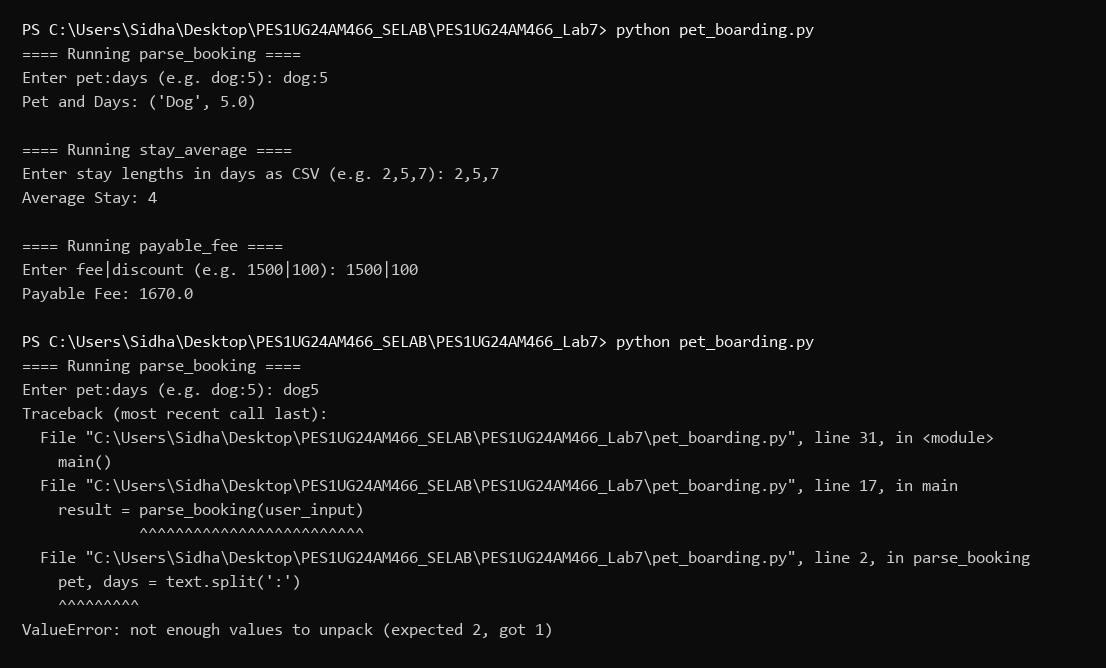 PS C:\Users\Sidha\Desktop\PES1UG24AM466_SELAB\PES1UG24AM466_Lab7> python pet_boarding.py
==== Running parse_booking ====
Enter pet:days (e.g. dog:5): dog:5
Pet and Days: ('Dog', 5.0)
==== Running stay_average ====
Enter stay lengths in days as CSV (e.g. 2,5,7): 2,5,7
Average Stay: 4
==== Running payable_fee ====
Enter fee|discount (e.g. 1500|100): 1500|100
Payable Fee: 1670.0
PS C:\Users\Sidha\Desktop\PES1UG24AM466_SELAB\PES1UG24AM466_Lab7> python pet_boarding.py
==== Running parse_booking ====
Enter pet:days (e.g. dog:5): dog5
Traceback (most recent call last):
  File "C:\Users\Sidha\Desktop\PES1UG24AM466_SELAB\PES1UG24AM466_Lab7\pet_boarding.py", line 31, in <module>
    main()
  File "C:\Users\Sidha\Desktop\PES1UG24AM466_SELAB\PES1UG24AM466_Lab7\pet_boarding.py", line 17, in main
    result = parse_booking(user_input)
             ^^^^^^^^^^^^^^^^^^^^^^^^^
  File "C:\Users\Sidha\Desktop\PES1UG24AM466_SELAB\PES1UG24AM466_Lab7\pet_boarding.py", line 2, in parse_booking
    pet, days = text.split(':')
    ^^^^^^^^^
ValueError: not enough values to unpack (expected 2, got 1)